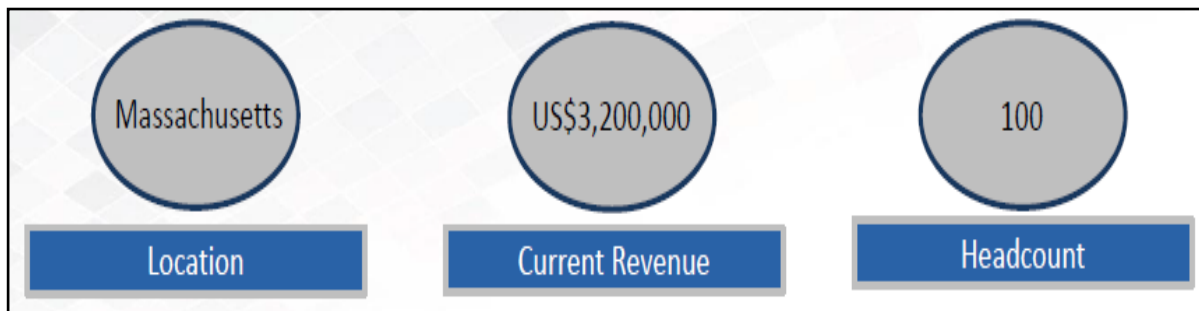 Massachusetts
US$3,200,000
100
Location
Current Revenue
Headcount